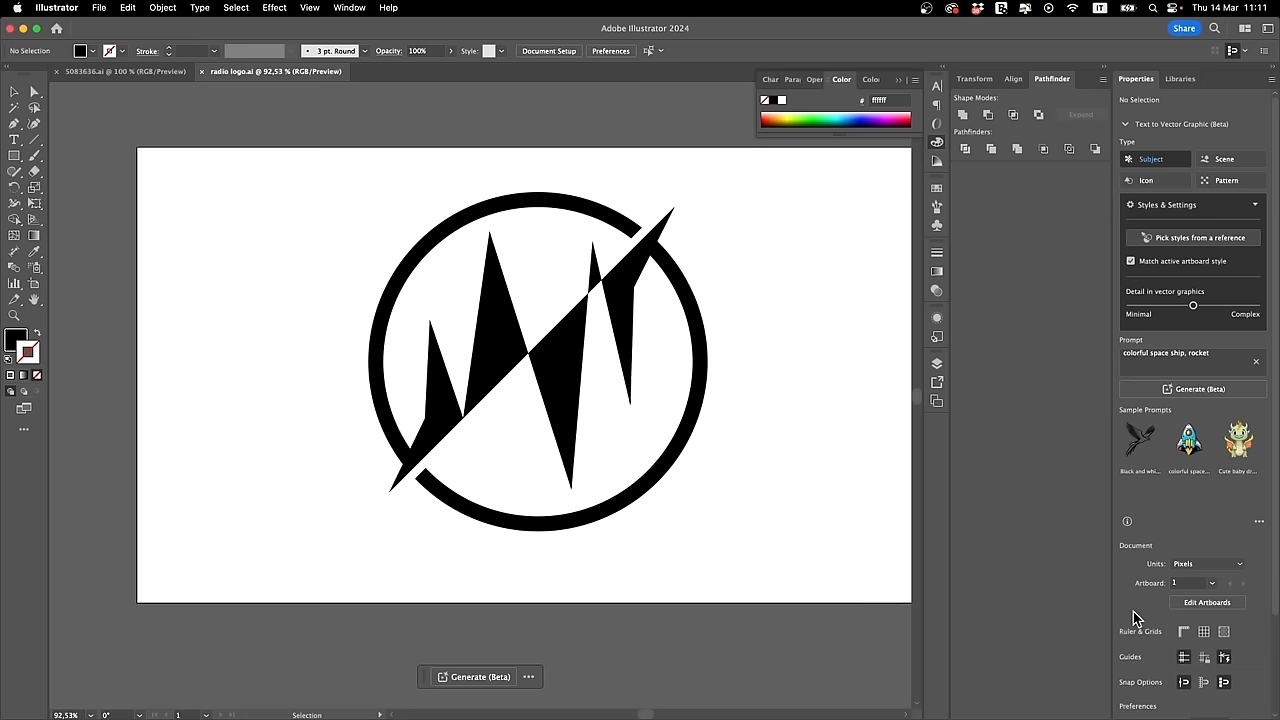 Illustrator File Edit Object Type Select Effect View Window Help Thu 14 Mar 11:11
Adobe Illustrator 2024 Share
No Selection Stroke: 3 pt. Round Opacity: 100% Style: Document Setup Preferences
5083636.ai @ 100 % (RGB/Preview) radio logo.ai @ 92,53 % (RGB/Preview)
Char Para Oper Color Colo
# ffffff
Transform Align Pathfinder
Shape Modes:
Expand
Pathfinders:
Properties Libraries
No Selection
Text to Vector Graphic (Beta)
Type
Subject Scene
Icon Pattern
Styles & Settings
Pick styles from a reference
Match active artboard style
Detail in vector graphics
Minimal Complex
Prompt
colorful space ship, rocket
Generate (Beta)
Sample Prompts
Black and whi... colorful space... Cute baby dr...
Document
Units: Pixels
Artboard: 1
Edit Artboards
Ruler & Grids
Guides
Snap Options
Preferences
Generate (Beta)
92,53% 0° 1 Selection